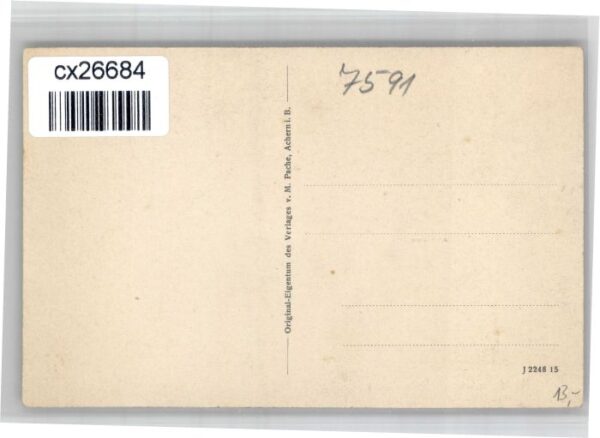 cx26684
7591
Original-Eigentum des Verlages v. M. Pache, Achern i. B.
J 2246 15
13,-